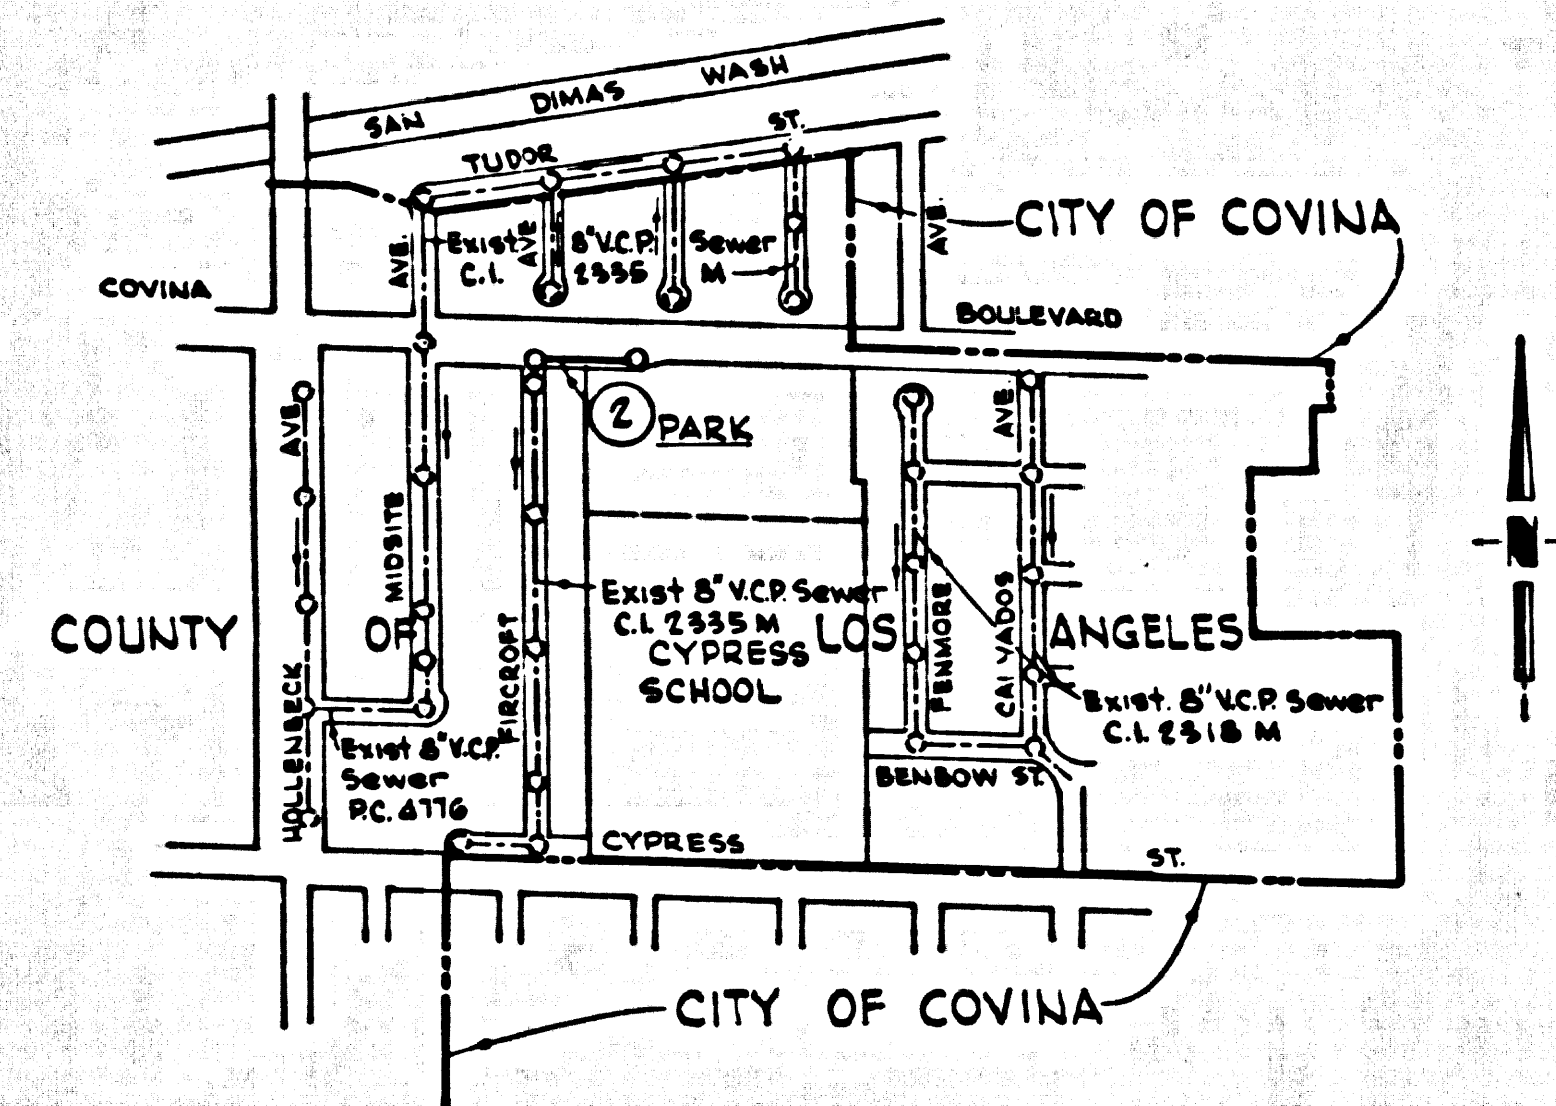 SAN DIMAS WASH
TUDOR ST.
CITY OF COVINA
AVE.
AVE.
AVE
Exist 8" V.C.P. Sewer
C.I. 2335 M
COVINA BOULEVARD
2
PARK
AVE.
AVE.
MIDSITE
HOLLENBECK
FIRCROFT
Exist 8" V.C.P. Sewer
C.I. 2335 M
COUNTY OF LOS ANGELES
CYPRESS
SCHOOL
FENMORE
CALVADOS
Exist. 8" V.C.P. Sewer
C.I. 2318 M
Exist 8" V.C.P.
Sewer
P.C. 4776
BENBOW ST.
CYPRESS ST.
CITY OF COVINA
N